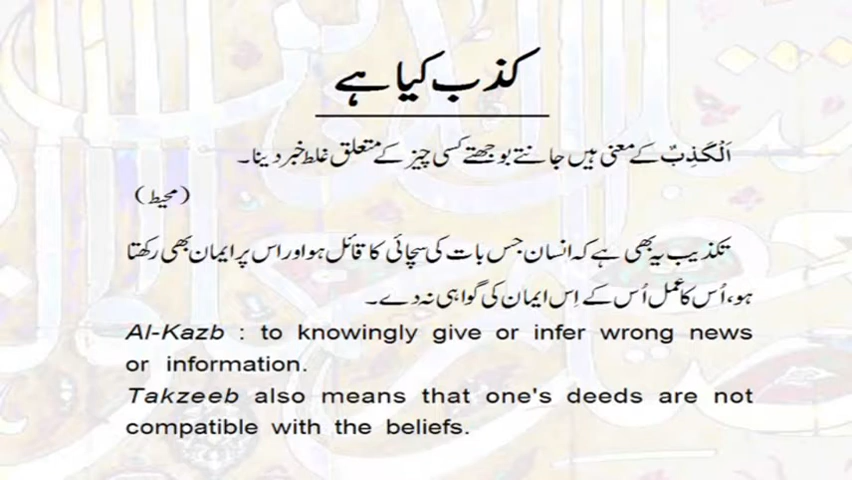 کذب کیا ہے
اَلْکَذِبُ کے معنی ہیں جانتے بوجھتے کسی چیز کے متعلق غلط خبر دینا۔
(محیط)
تکذیب یہ بھی ہے کہ انسان جس بات کی سچائی کا قائل ہو اور اس پر ایمان بھی رکھتا
ہو، اُس کا عمل اُس کے اِس ایمان کی گواہی نہ دے۔
Al-Kazb : to knowingly give or infer wrong news
or information.
Takzeeb also means that one's deeds are not
compatible with the beliefs.